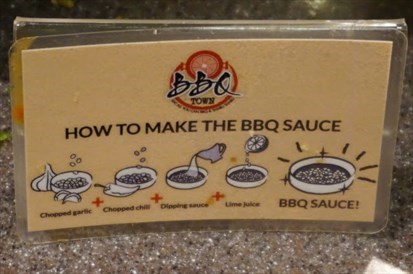 BBQ
TOWN
HOW TO MAKE THE BBQ SAUCE
Chopped garlic + Chopped chili + Dipping sauce + Lime juice BBQ SAUCE!